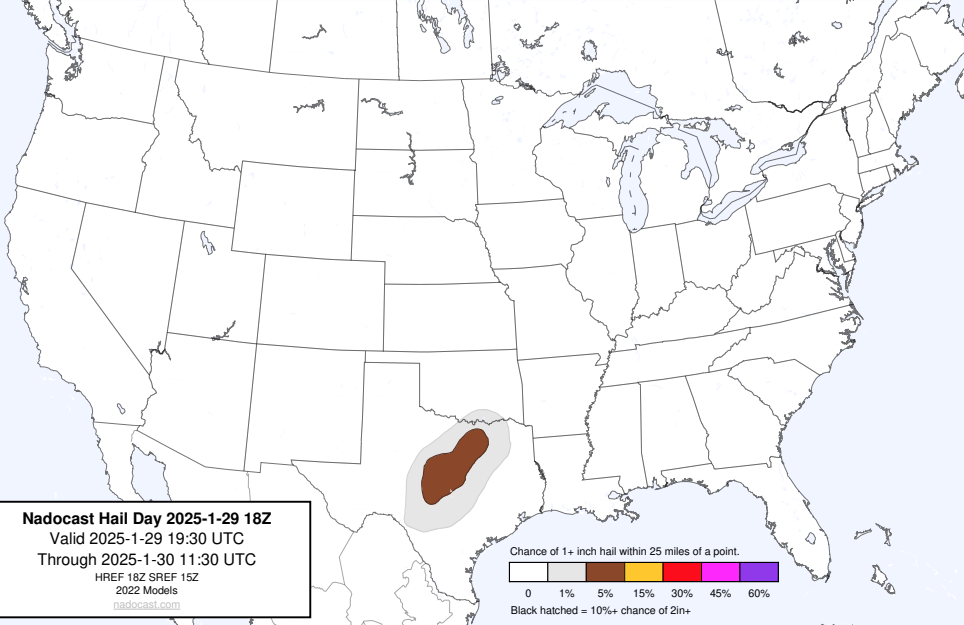 Nadocast Hail Day 2025-1-29 18Z
Valid 2025-1-29 19:30 UTC
Through 2025-1-30 11:30 UTC
HREF 18Z SREF 15Z
2022 Models
nadocast.com
Chance of 1+ inch hail within 25 miles of a point.
0 1% 5% 15% 30% 45% 60%
Black hatched = 10%+ chance of 2in+